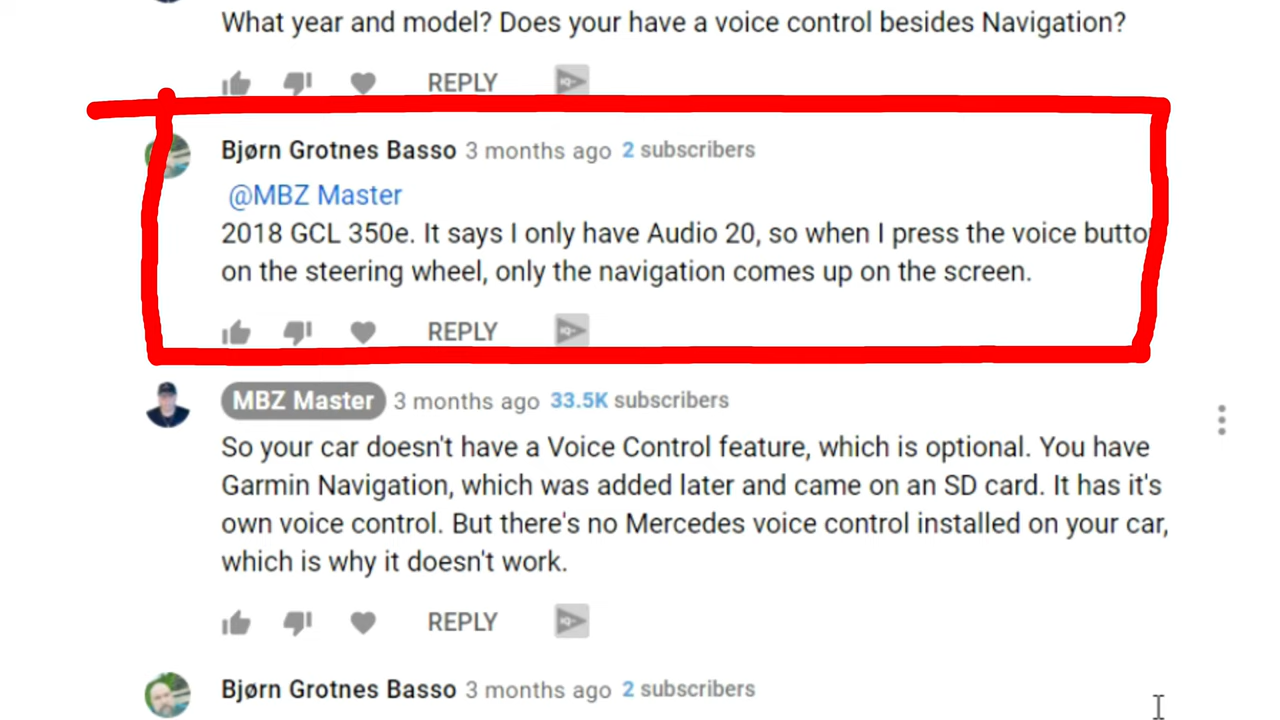 What year and model? Does your have a voice control besides Navigation?
REPLY
Bjørn Grotnes Basso 3 months ago 2 subscribers
@MBZ Master
2018 GCL 350e. It says I only have Audio 20, so when I press the voice butto
on the steering wheel, only the navigation comes up on the screen.
REPLY
MBZ Master 3 months ago 33.5K subscribers
So your car doesn't have a Voice Control feature, which is optional. You have
Garmin Navigation, which was added later and came on an SD card. It has it's
own voice control. But there's no Mercedes voice control installed on your car,
which is why it doesn't work.
REPLY
Bjørn Grotnes Basso 3 months ago 2 subscribers